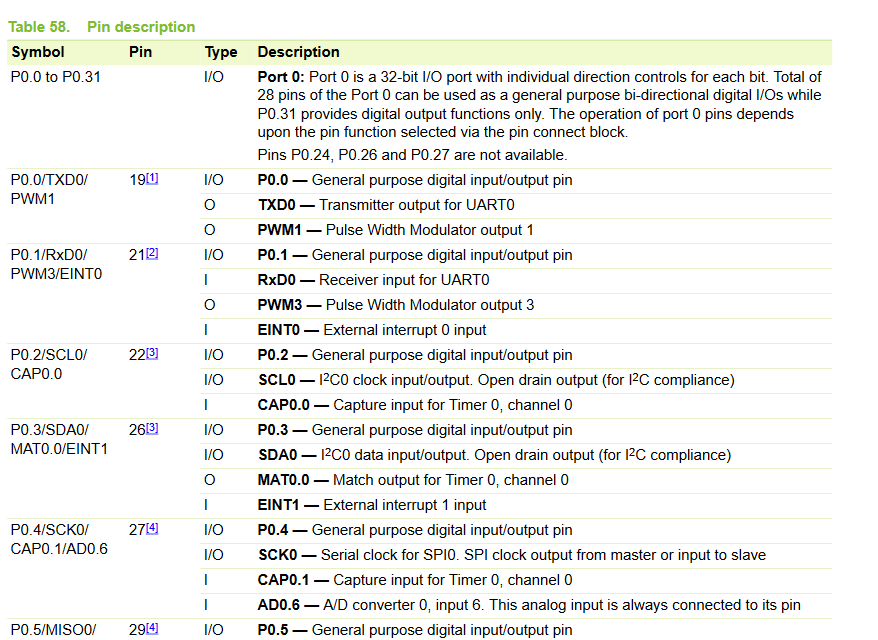 Table 58. Pin description
Symbol Pin Type Description
P0.0 to P0.31 I/O Port 0: Port 0 is a 32-bit I/O port with individual direction controls for each bit. Total of
28 pins of the Port 0 can be used as a general purpose bi-directional digital I/Os while
P0.31 provides digital output functions only. The operation of port 0 pins depends
upon the pin function selected via the pin connect block.
Pins P0.24, P0.26 and P0.27 are not available.
P0.0/TXD0/ 19[1] I/O P0.0 — General purpose digital input/output pin
PWM1
O TXD0 — Transmitter output for UART0
O PWM1 — Pulse Width Modulator output 1
P0.1/RxD0/ 21[2] I/O P0.1 — General purpose digital input/output pin
PWM3/EINT0
I RxD0 — Receiver input for UART0
O PWM3 — Pulse Width Modulator output 3
I EINT0 — External interrupt 0 input
P0.2/SCL0/ 22[3] I/O P0.2 — General purpose digital input/output pin
CAP0.0
I/O SCL0 — I²C0 clock input/output. Open drain output (for I²C compliance)
I CAP0.0 — Capture input for Timer 0, channel 0
P0.3/SDA0/ 26[3] I/O P0.3 — General purpose digital input/output pin
MAT0.0/EINT1
I/O SDA0 — I²C0 data input/output. Open drain output (for I²C compliance)
O MAT0.0 — Match output for Timer 0, channel 0
I EINT1 — External interrupt 1 input
P0.4/SCK0/ 27[4] I/O P0.4 — General purpose digital input/output pin
CAP0.1/AD0.6
I/O SCK0 — Serial clock for SPI0. SPI clock output from master or input to slave
I CAP0.1 — Capture input for Timer 0, channel 0
I AD0.6 — A/D converter 0, input 6. This analog input is always connected to its pin
P0.5/MISO0/ 29[4] I/O P0.5 — General purpose digital input/output pin